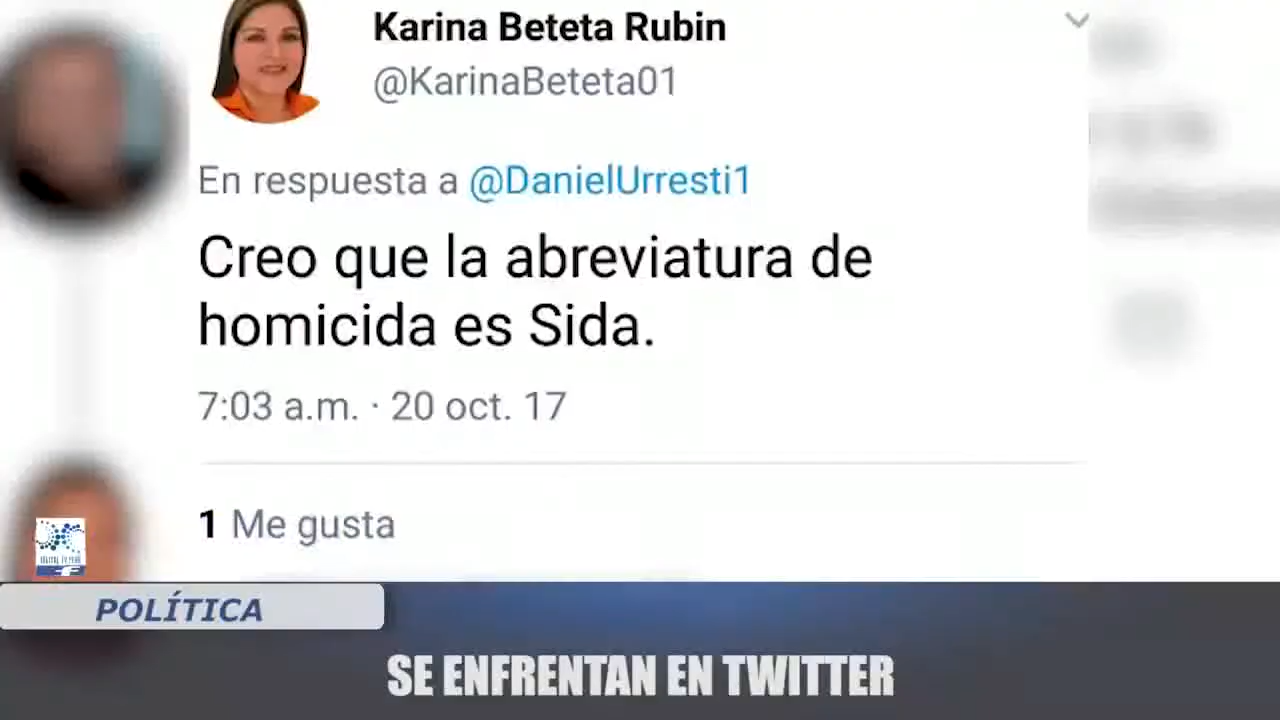 Karina Beteta Rubin
@KarinaBeteta01
En respuesta a @DanielUrresti1
Creo que la abreviatura de
homicida es Sida.
7:03 a.m. · 20 oct. 17
1 Me gusta
POLÍTICA
SE ENFRENTAN EN TWITTER